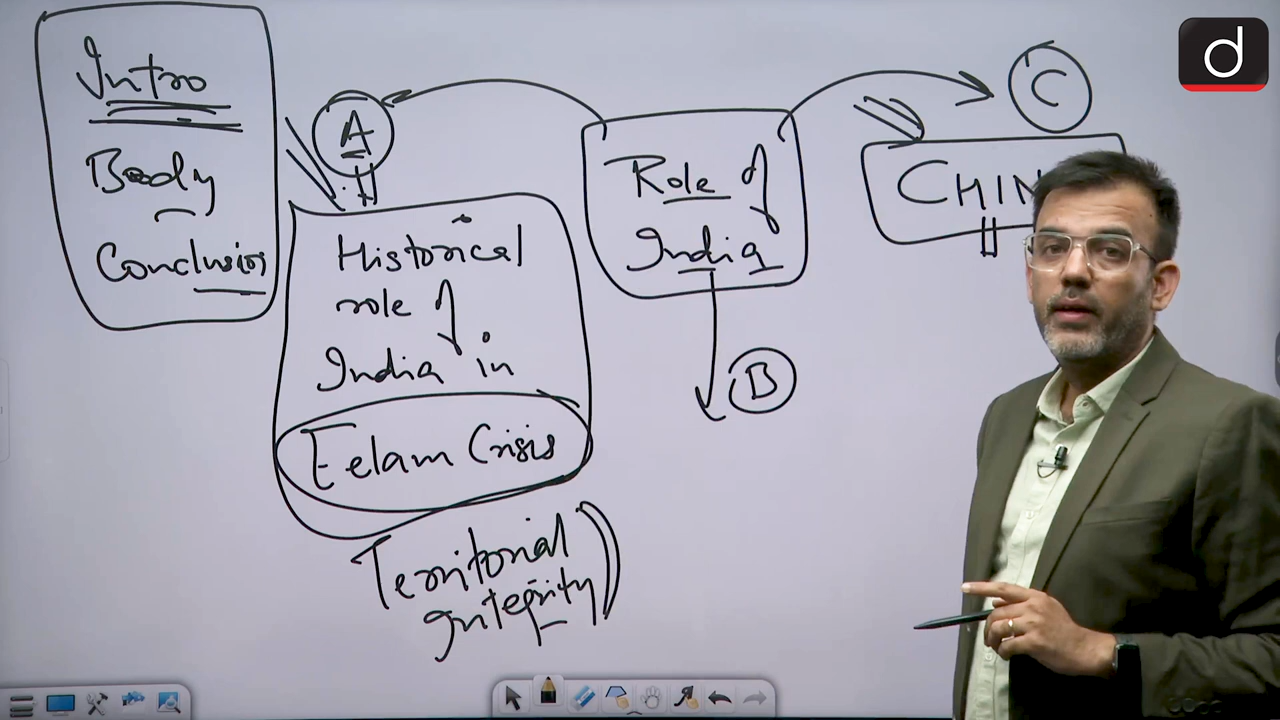 Intro
Body
Conclusion
A
Historical
role of
India in
Eelam Crisis
Territorial
Integrity
Role of
India
B
C
CHIN
d